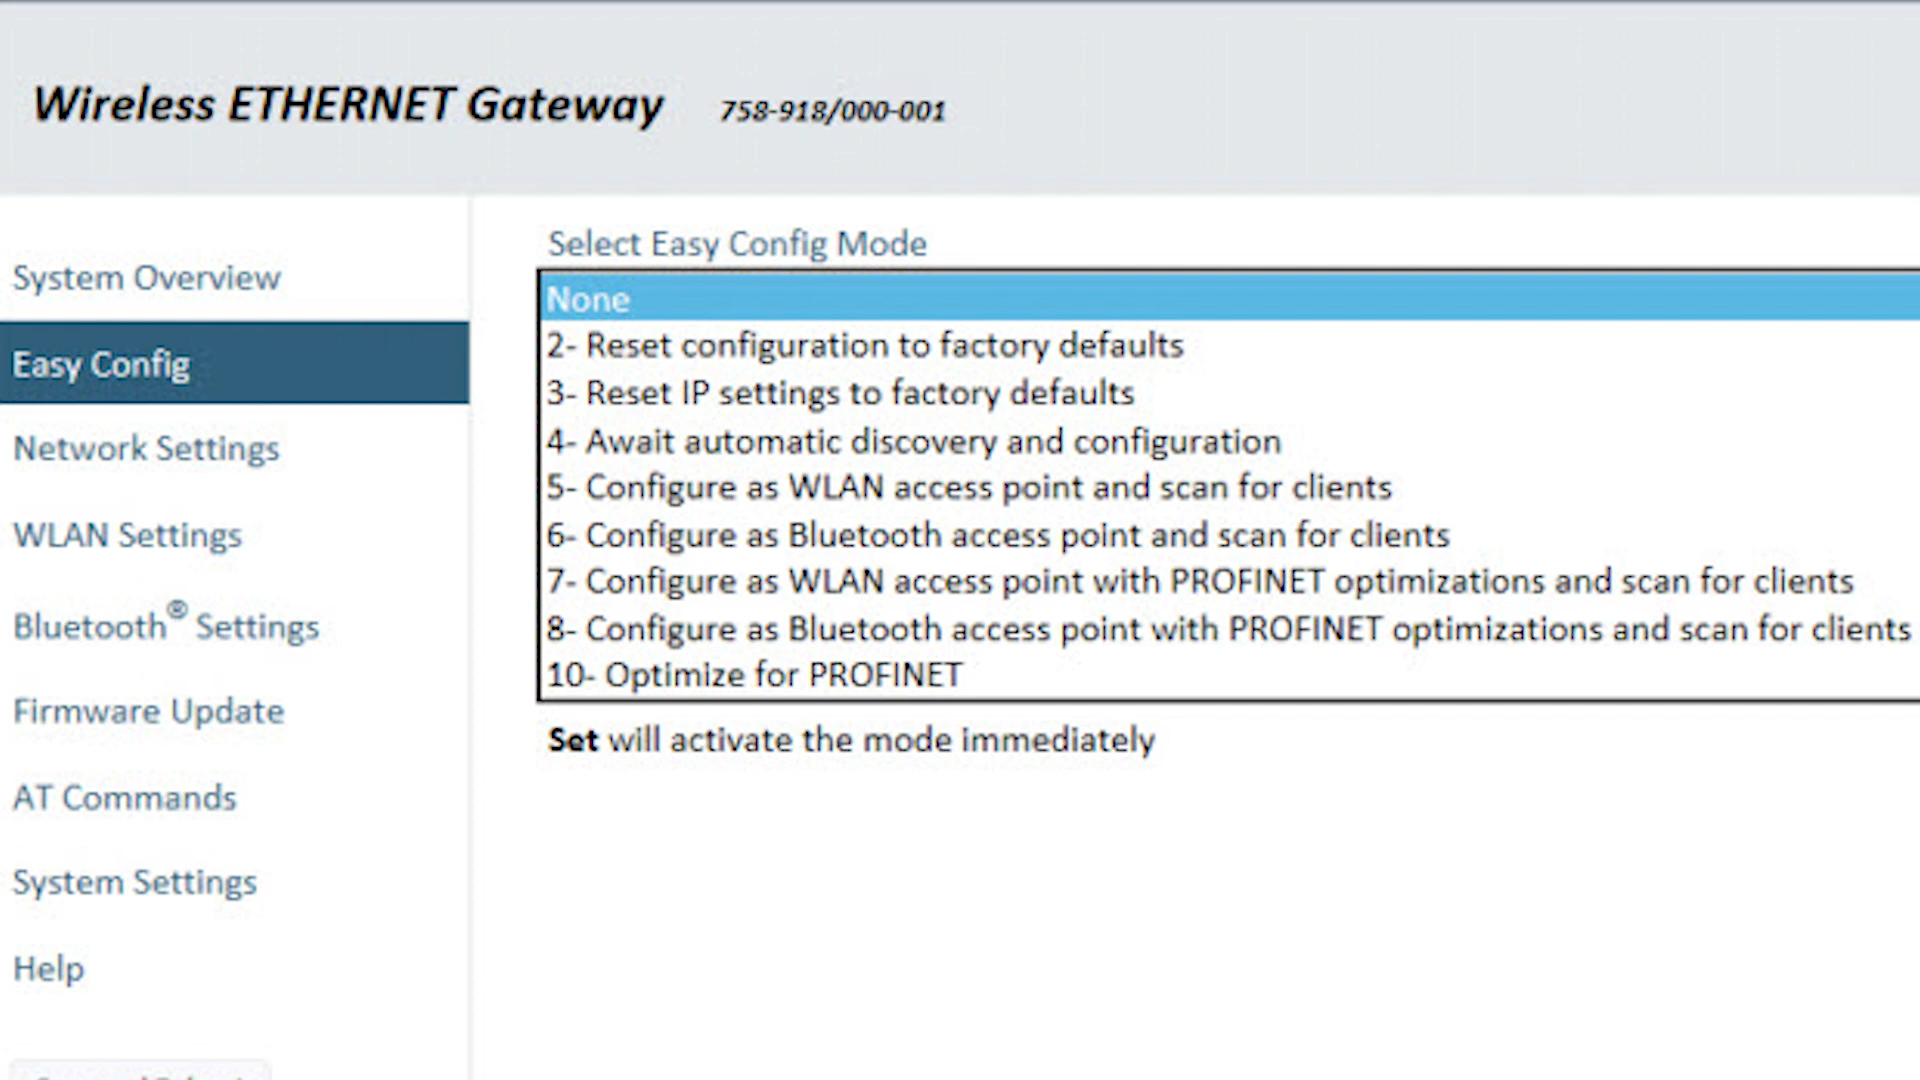 Wireless ETHERNET Gateway 758-918/000-001
System Overview
Easy Config
Network Settings
WLAN Settings
Bluetooth® Settings
Firmware Update
AT Commands
System Settings
Help
Select Easy Config Mode
None
2- Reset configuration to factory defaults
3- Reset IP settings to factory defaults
4- Await automatic discovery and configuration
5- Configure as WLAN access point and scan for clients
6- Configure as Bluetooth access point and scan for clients
7- Configure as WLAN access point with PROFINET optimizations and scan for clients
8- Configure as Bluetooth access point with PROFINET optimizations and scan for clients
10- Optimize for PROFINET
Set will activate the mode immediately